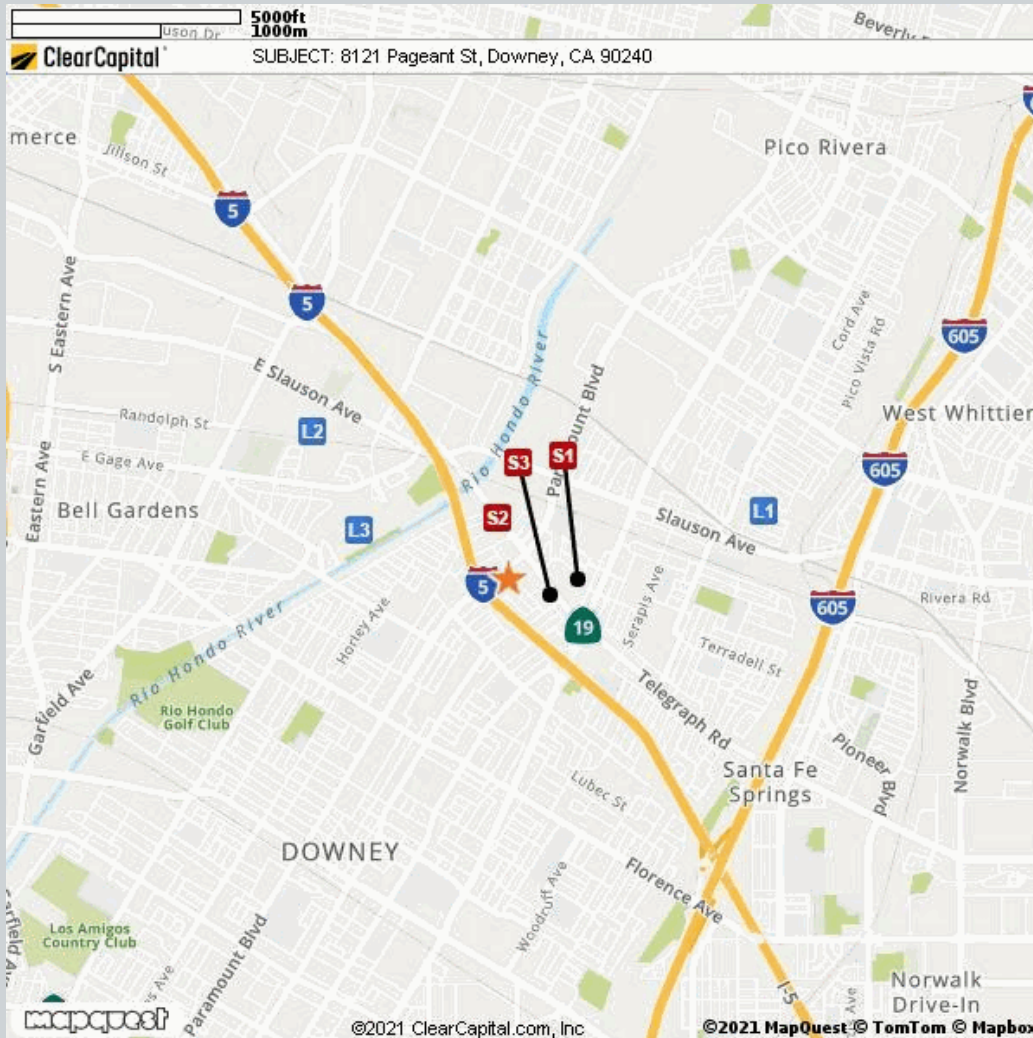 5000ft
1000m
uson Dr
ClearCapital
SUBJECT: 8121 Pageant St, Downey, CA 90240
merce
Jillson St
Pico Rivera
5
5
S Eastern Ave
E Slauson Ave
Rio Hondo River
Paramount Blvd
Cord Ave
Pico Vista Rd
605
Randolph St
L2
West Whittier
E Gage Ave
S3
S1
605
Eastern Ave
Bell Gardens
L3
S2
L1
Slauson Ave
5
605
Rivera Rd
Rio Hondo River
Horley Ave
19
Serapis Ave
Terradell St
Garfield Ave
Rio Hondo
Golf Club
Telegraph Rd
Norwalk Blvd
Pioneer Blvd
Santa Fe
Springs
Lubec St
DOWNEY
Florence Ave
Woodruff Ave
Los Amigos
Country Club
Paramount Blvd
I-5
Norwalk
Drive-In
mapquest
©2021 ClearCapital.com, Inc
©2021 MapQuest © TomTom © Mapbox